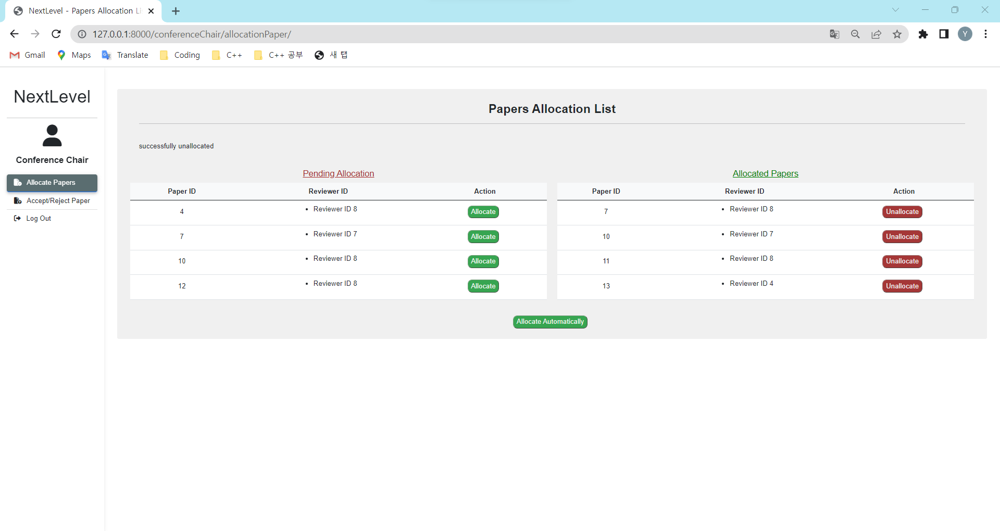 NextLevel - Papers Allocation Li
127.0.0.1:8000/conferenceChair/allocationPaper/
Y
Gmail
Maps
Translate
Coding
C++
C++ 공부
새 탭
NextLevel
Conference Chair
Allocate Papers
Accept/Reject Paper
Log Out
Papers Allocation List
successfully unallocated
Pending Allocation
Paper ID Reviewer ID Action
4 • Reviewer ID 8 Allocate
7 • Reviewer ID 7 Allocate
10 • Reviewer ID 8 Allocate
12 • Reviewer ID 8 Allocate
Allocated Papers
Paper ID Reviewer ID Action
7 • Reviewer ID 8 Unallocate
10 • Reviewer ID 7 Unallocate
11 • Reviewer ID 8 Unallocate
13 • Reviewer ID 4 Unallocate
Allocate Automatically